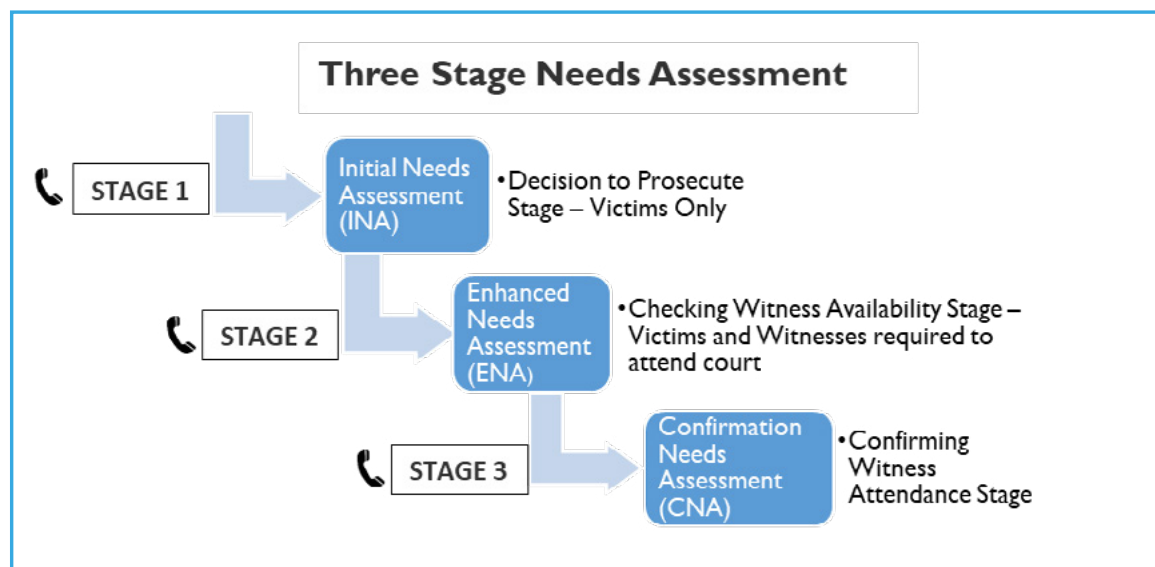 Three Stage Needs Assessment
STAGE 1
Initial Needs
Assessment
(INA)
•Decision to Prosecute
Stage – Victims Only
STAGE 2
Enhanced
Needs
Assessment
(ENA)
•Checking Witness Availability Stage –
Victims and Witnesses required to
attend court
STAGE 3
Confirmation
Needs
Assessment
(CNA)
•Confirming
Witness
Attendance Stage